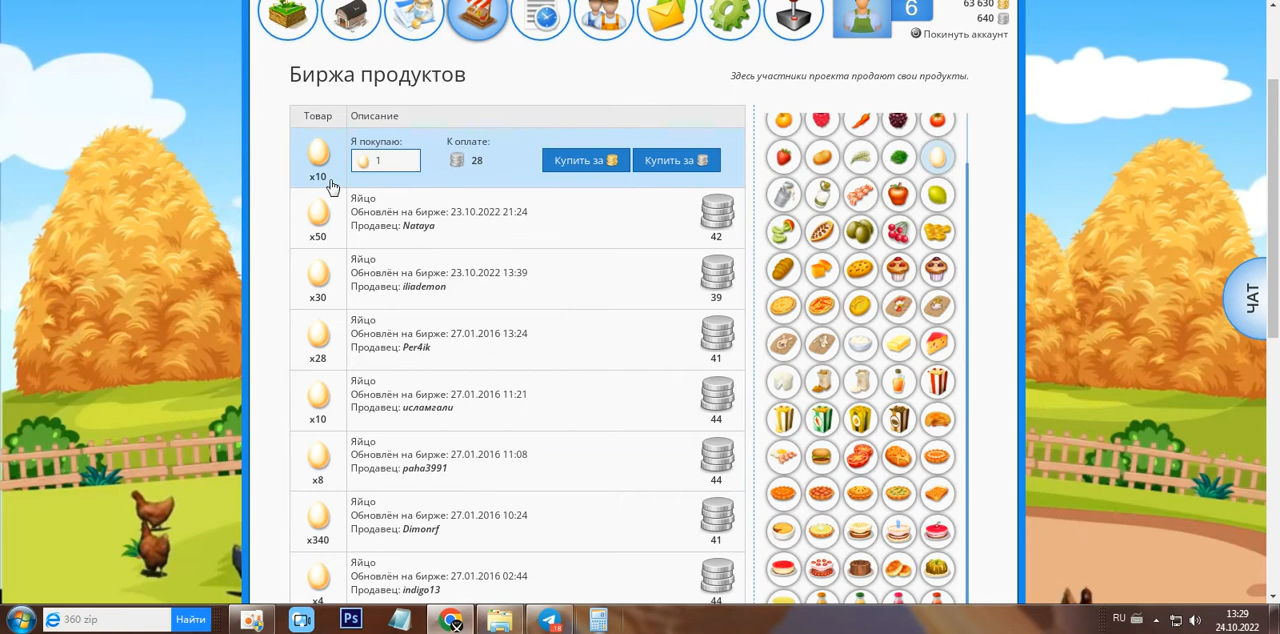 6
63 630
640
Покинуть аккаунт
Биржа продуктов
Здесь участники проекта продают свои продукты.
Товар Описание
Я покупаю: К оплате:
1 28 Купить за Купить за
x10
Яйцо
Обновлён на бирже: 23.10.2022 21:24
Продавец: Nataya
x50 42
Яйцо
Обновлён на бирже: 23.10.2022 13:39
Продавец: iliademon
x30 39
Яйцо
Обновлён на бирже: 27.01.2016 13:24
Продавец: Per4ik
x28 41
Яйцо
Обновлён на бирже: 27.01.2016 11:21
Продавец: исламгали
x10 44
Яйцо
Обновлён на бирже: 27.01.2016 11:08
Продавец: paha3991
x8 44
Яйцо
Обновлён на бирже: 27.01.2016 10:24
Продавец: Dimonrf
x340 41
Яйцо
Обновлён на бирже: 27.01.2016 02:44
Продавец: indigo13
x4 44
ЧАТ
360 zip Найти Ps 18 RU 13:29
24.10.2022